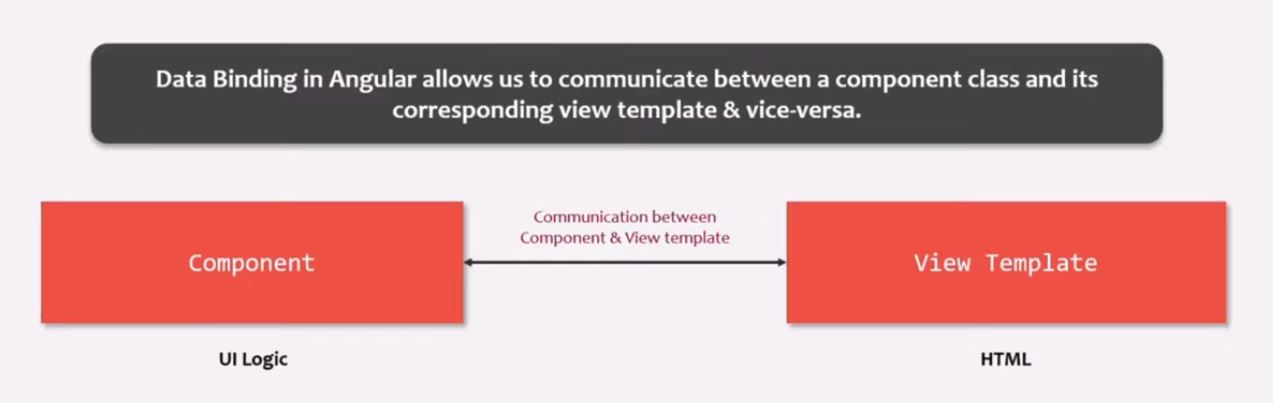 Data Binding in Angular allows us to communicate between a component class and its
corresponding view template & vice-versa.
Communication between
Component & View template
Component
View Template
UI Logic
HTML